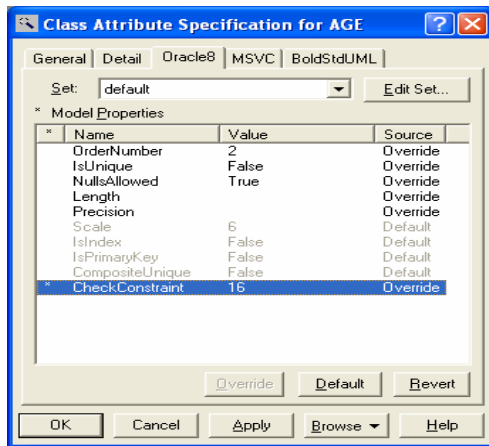 Class Attribute Specification for AGE
General Detail Oracle8 MSVC BoldStdUML
Set: default Edit Set...
* Model Properties
* Name Value Source
OrderNumber 2 Override
IsUnique False Override
NullsAllowed True Override
Length Override
Precision Override
Scale 6 Default
IsIndex False Default
IsPrimaryKey False Default
CompositeUnique False Default
* CheckConstraint 16 Override
Override Default Revert
OK Cancel Apply Browse Help